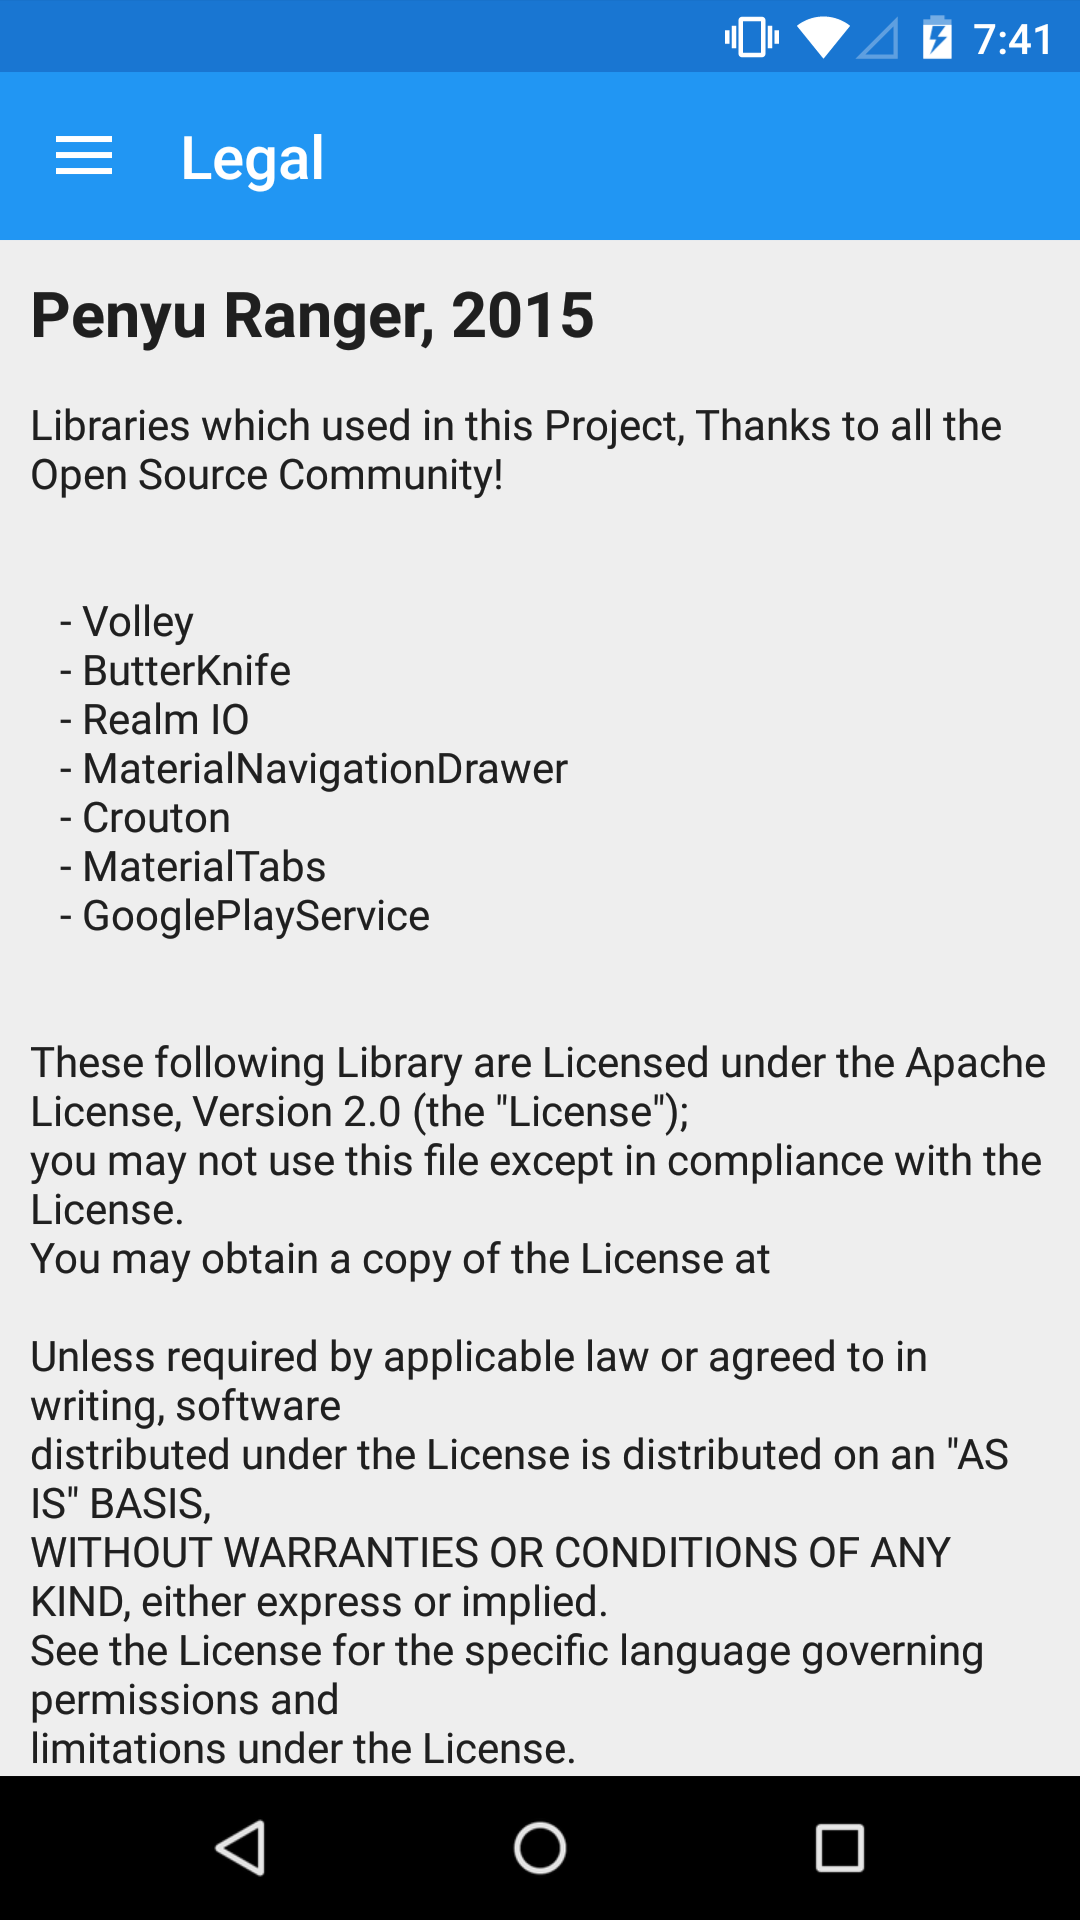 7:41
Legal
Penyu Ranger, 2015
Libraries which used in this Project, Thanks to all the
Open Source Community!
- Volley
- ButterKnife
- Realm IO
- MaterialNavigationDrawer
- Crouton
- MaterialTabs
- GooglePlayService
These following Library are Licensed under the Apache
License, Version 2.0 (the "License");
you may not use this file except in compliance with the
License.
You may obtain a copy of the License at
Unless required by applicable law or agreed to in
writing, software
distributed under the License is distributed on an "AS
IS" BASIS,
WITHOUT WARRANTIES OR CONDITIONS OF ANY
KIND, either express or implied.
See the License for the specific language governing
permissions and
limitations under the License.